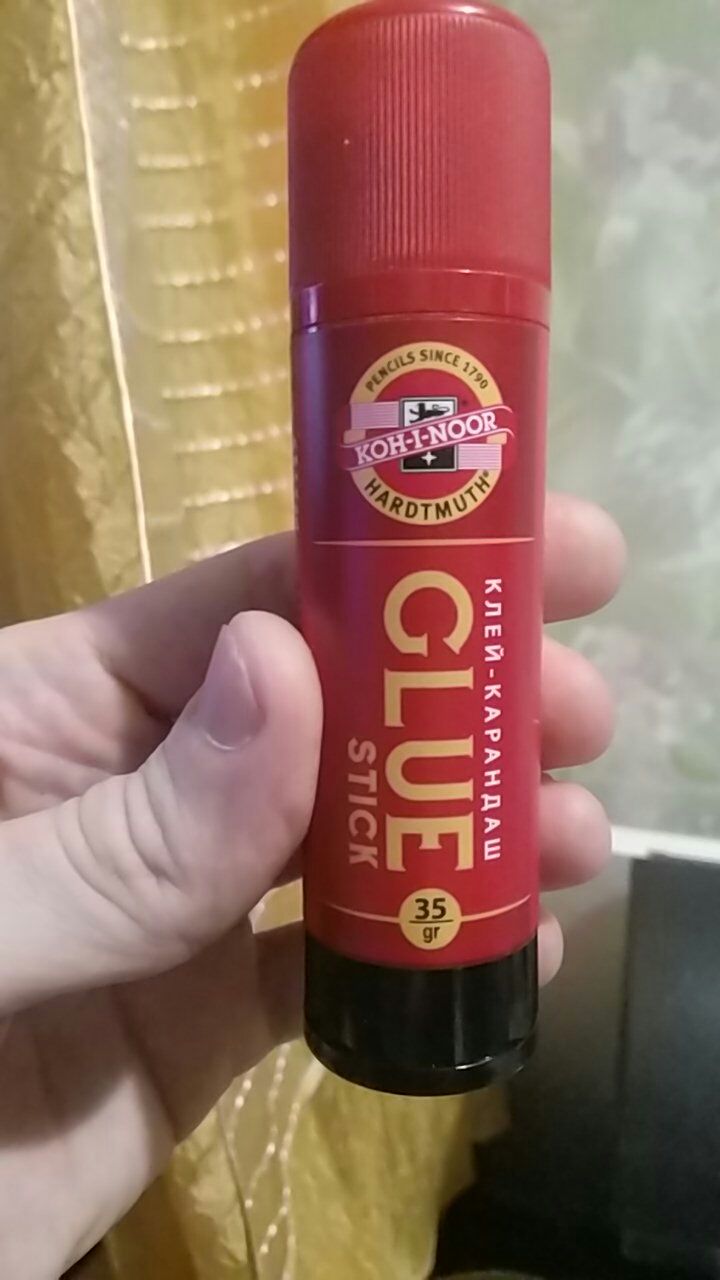 PENCILS SINCE 1790
KOH-I-NOOR
HARDTMUTH®
КЛЕЙ-КАРАНДАШ
GLUE
STICK
35
gr